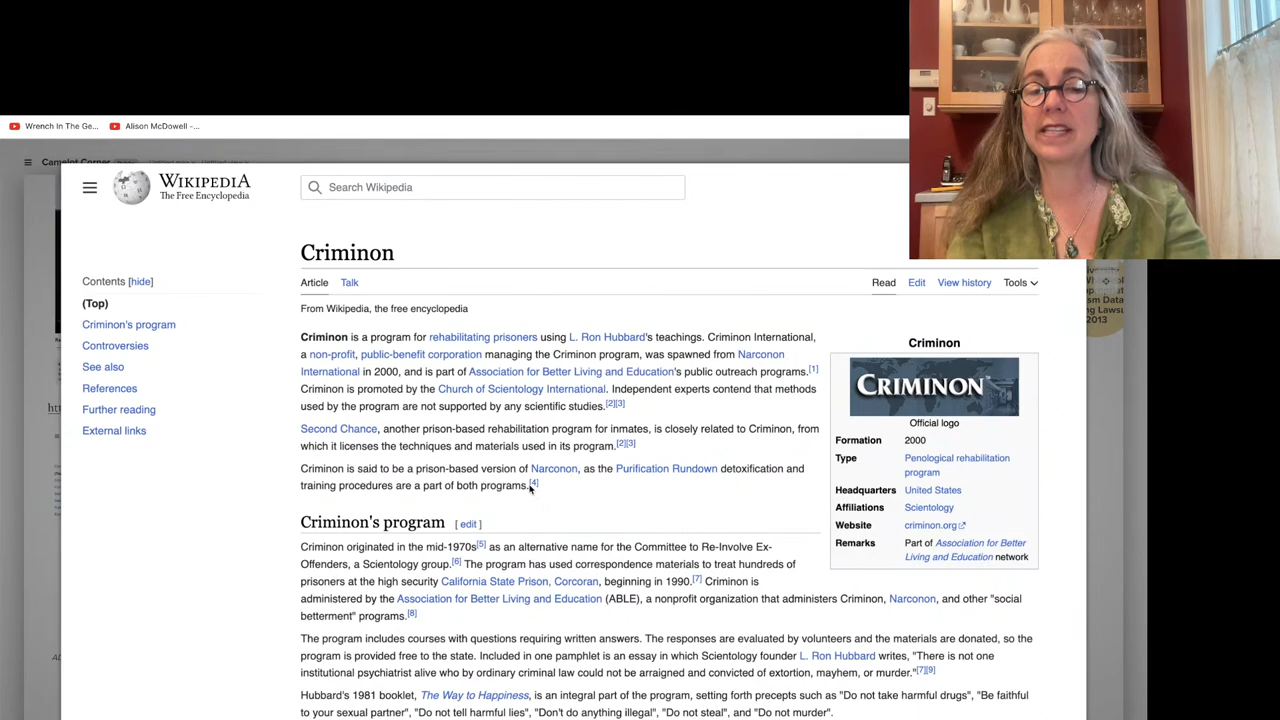 Wrench In The Ge...
Alison McDowell -...
Camelot Corner
WIKIPEDIA
The Free Encyclopedia
Search Wikipedia
Criminon
Contents [hide]
(Top)
Criminon's program
Controversies
See also
References
Further reading
External links
Article
Talk
Read
Edit
View history
Tools
From Wikipedia, the free encyclopedia
Criminon is a program for rehabilitating prisoners using L. Ron Hubbard's teachings. Criminon International,
a non-profit, public-benefit corporation managing the Criminon program, was spawned from Narconon
International in 2000, and is part of Association for Better Living and Education's public outreach programs.[1]
Criminon is promoted by the Church of Scientology International. Independent experts contend that methods
used by the program are not supported by any scientific studies.[2][3]
Second Chance, another prison-based rehabilitation program for inmates, is closely related to Criminon, from
which it licenses the techniques and materials used in its program.[2][3]
Criminon is said to be a prison-based version of Narconon, as the Purification Rundown detoxification and
training procedures are a part of both programs.[4]
Criminon
CRIMINON
Official logo
Formation 2000
Type Penological rehabilitation
program
Headquarters United States
Affiliations Scientology
Website criminon.org
Remarks Part of Association for Better
Living and Education network
Criminon's program [ edit ]
Criminon originated in the mid-1970s[5] as an alternative name for the Committee to Re-Involve Ex-
Offenders, a Scientology group.[6] The program has used correspondence materials to treat hundreds of
prisoners at the high security California State Prison, Corcoran, beginning in 1990.[7] Criminon is
administered by the Association for Better Living and Education (ABLE), a nonprofit organization that administers Criminon, Narconon, and other "social
betterment" programs.[8]
The program includes courses with questions requiring written answers. The responses are evaluated by volunteers and the materials are donated, so the
program is provided free to the state. Included in one pamphlet is an essay in which Scientology founder L. Ron Hubbard writes, "There is not one
institutional psychiatrist alive who by ordinary criminal law could not be arraigned and convicted of extortion, mayhem, or murder."[7][9]
Hubbard's 1981 booklet, The Way to Happiness, is an integral part of the program, setting forth precepts such as "Do not take harmful drugs", "Be faithful
to your sexual partner", "Do not tell harmful lies", "Don't do anything illegal", "Do not steal", and "Do not murder".
2013